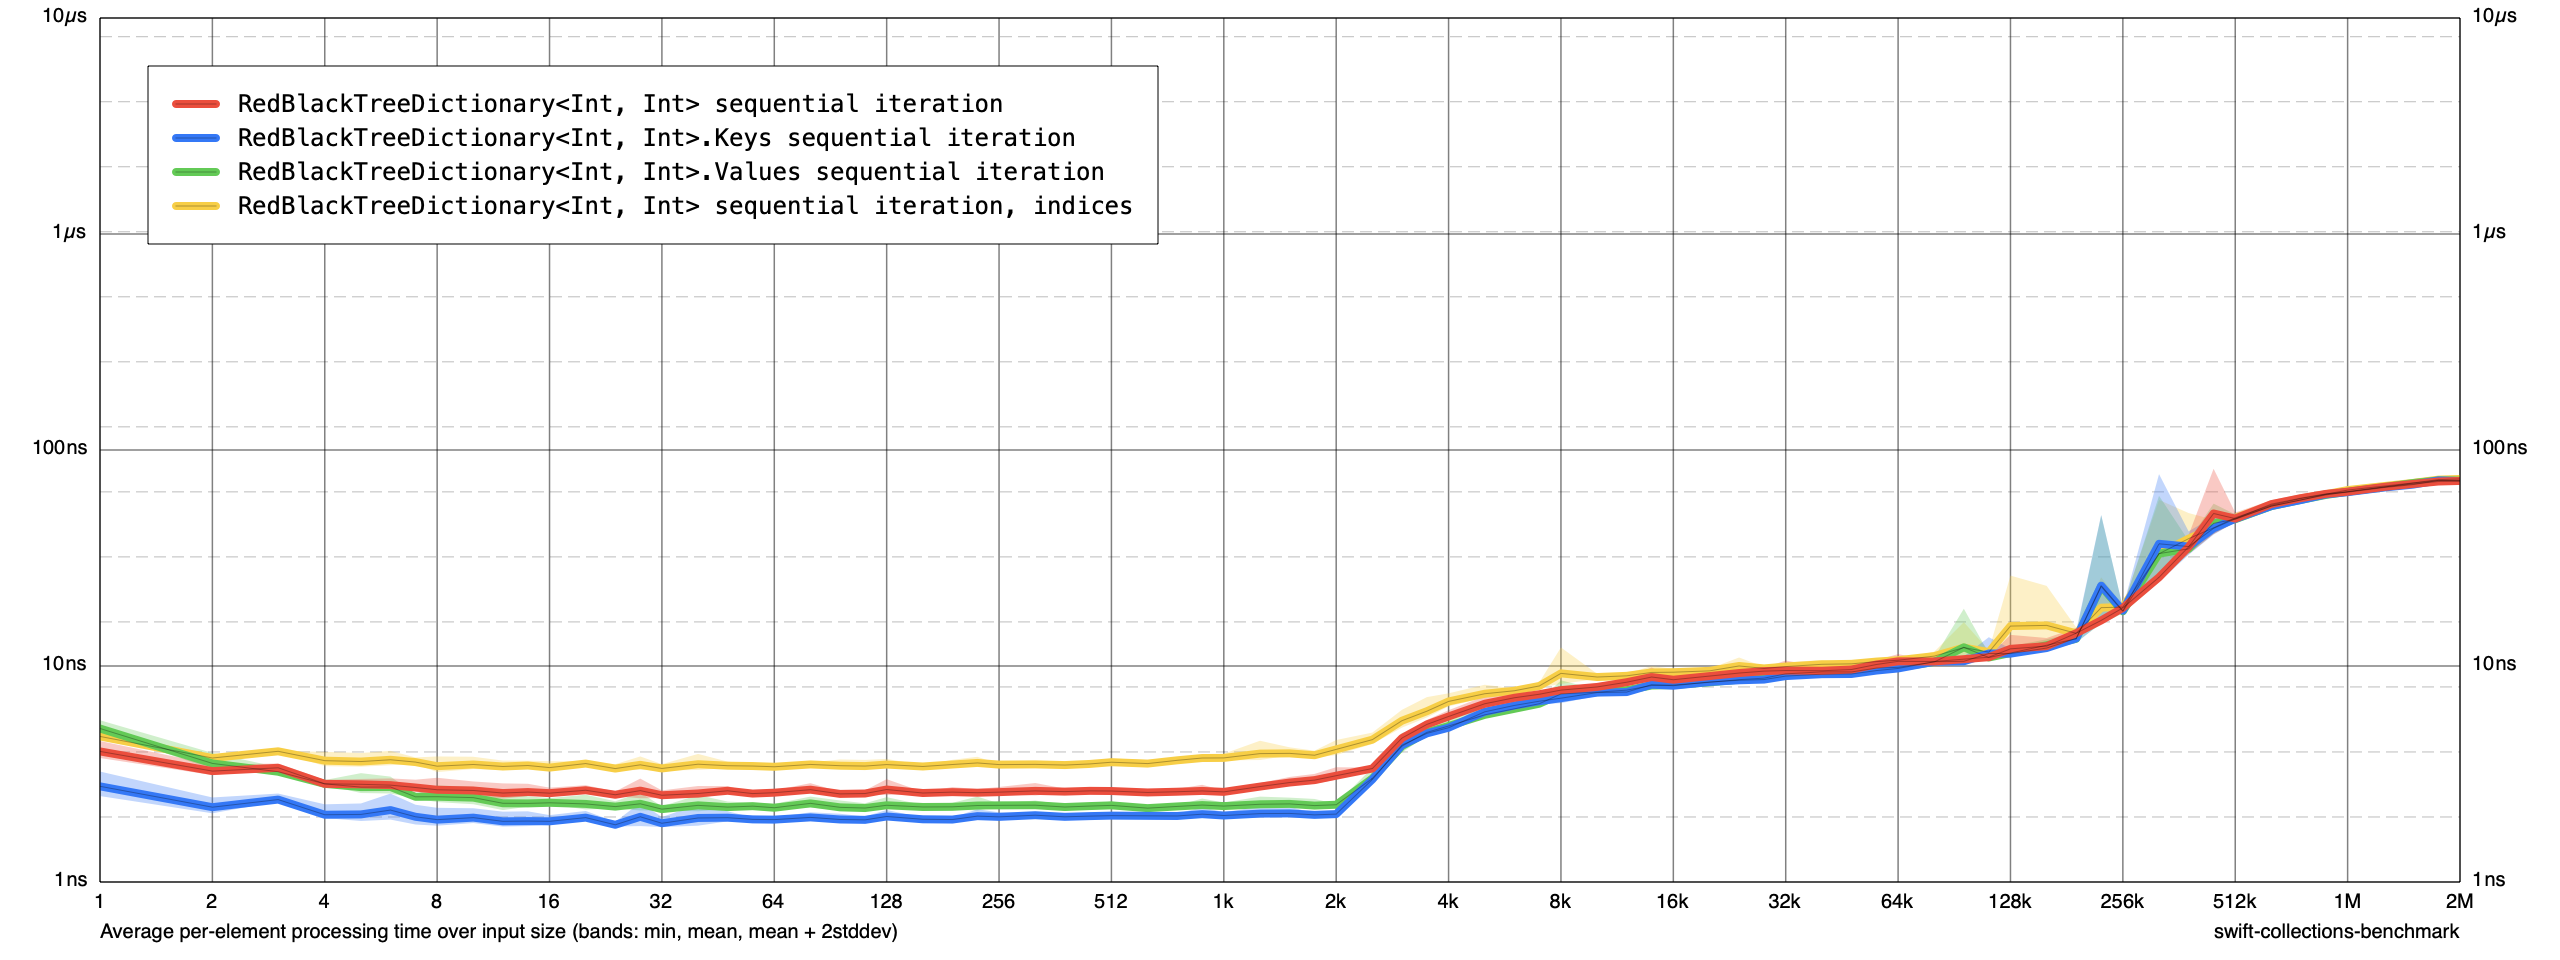 10µs
10µs
RedBlackTreeDictionary<Int, Int> sequential iteration
RedBlackTreeDictionary<Int, Int>.Keys sequential iteration
RedBlackTreeDictionary<Int, Int>.Values sequential iteration
RedBlackTreeDictionary<Int, Int> sequential iteration, indices
1µs
1µs
100ns
100ns
10ns
10ns
1ns
1ns
1 2 4 8 16 32 64 128 256 512 1k 2k 4k 8k 16k 32k 64k 128k 256k 512k 1M 2M
Average per-element processing time over input size (bands: min, mean, mean + 2stddev)
swift-collections-benchmark